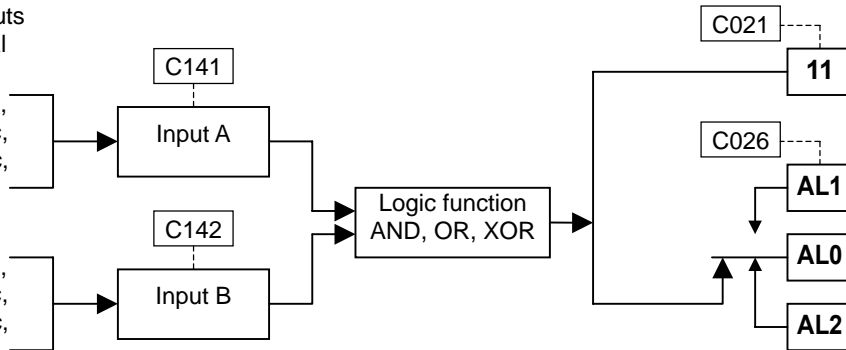 uts
C021
11
C141
Input A
C026
AL1
Logic function
AND, OR, XOR
C142
AL0
Input B
AL2